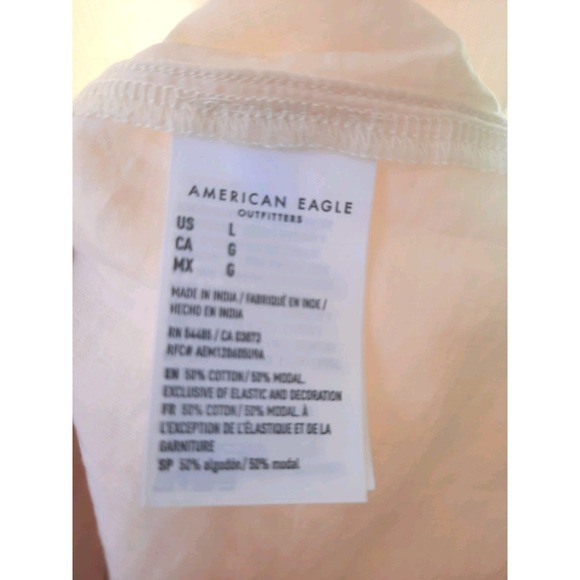 AMERICAN EAGLE
OUTFITTERS
US L
CA G
MX G
MADE IN INDIA / FABRIQUÉ EN INDE /
HECHO EN INDIA
RN 54485 / CA 03873
RFC# AEM120605U9A
EN 50% COTTON / 50% MODAL.
EXCLUSIVE OF ELASTIC AND DECORATION
FR 50% COTON / 50% MODAL. À
L'EXCEPTION DE L'ÉLASTIQUE ET DE LA
GARNITURE
SP 50% algodón / 50% modal.